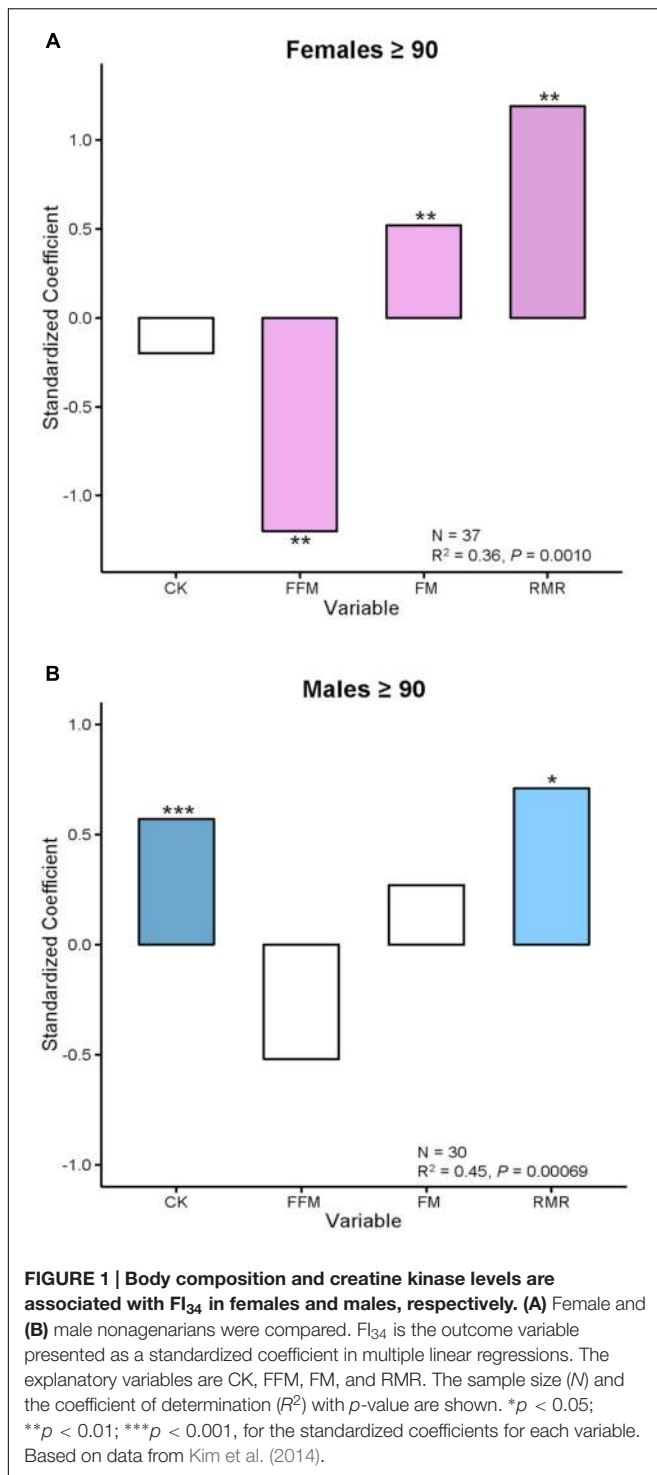 A
Females ≥ 90
**
1.0
**
0.5
0.0
Standardized Coefficient
-0.5
-1.0
**
N = 37
R² = 0.36, P = 0.0010
CK FFM FM RMR
Variable
B
Males ≥ 90
1.0
*
***
0.5
0.0
Standardized Coefficient
-0.5
-1.0
N = 30
R² = 0.45, P = 0.00069
CK FFM FM RMR
Variable
FIGURE 1 | Body composition and creatine kinase levels are
associated with FI₃₄ in females and males, respectively. (A) Female and
(B) male nonagenarians were compared. FI₃₄ is the outcome variable
presented as a standardized coefficient in multiple linear regressions. The
explanatory variables are CK, FFM, FM, and RMR. The sample size (N) and
the coefficient of determination (R²) with p-value are shown. *p < 0.05;
**p < 0.01; ***p < 0.001, for the standardized coefficients for each variable.
Based on data from Kim et al. (2014).